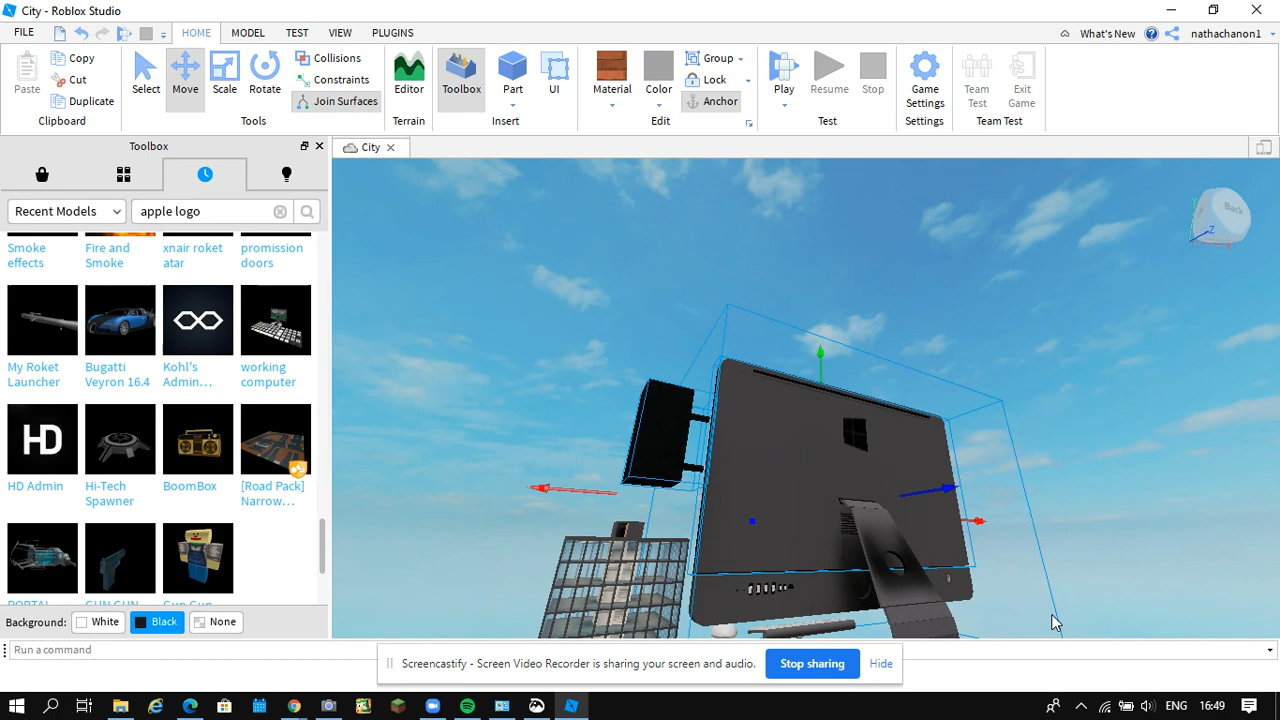 City - Roblox Studio
FILE HOME MODEL TEST VIEW PLUGINS What's New nathachanon1
Paste Copy Cut Duplicate Select Move Scale Rotate Collisions Constraints Join Surfaces Editor Toolbox Part UI Material Color Group Lock Anchor Play Resume Stop Game Settings Team Test Exit Game
Clipboard Tools Terrain Insert Edit Test Settings Team Test
Toolbox
City
Recent Models apple logo
Back
Z
Smoke effects
Fire and Smoke
xnair roket atar
promission doors
My Roket Launcher
Bugatti Veyron 16.4
Kohl's Admin...
working computer
HD
HD Admin
Hi-Tech Spawner
BoomBox
[Road Pack] Narrow...
Background: White Black None
Run a command
Screencastify - Screen Video Recorder is sharing your screen and audio. Stop sharing Hide
ENG 16:49